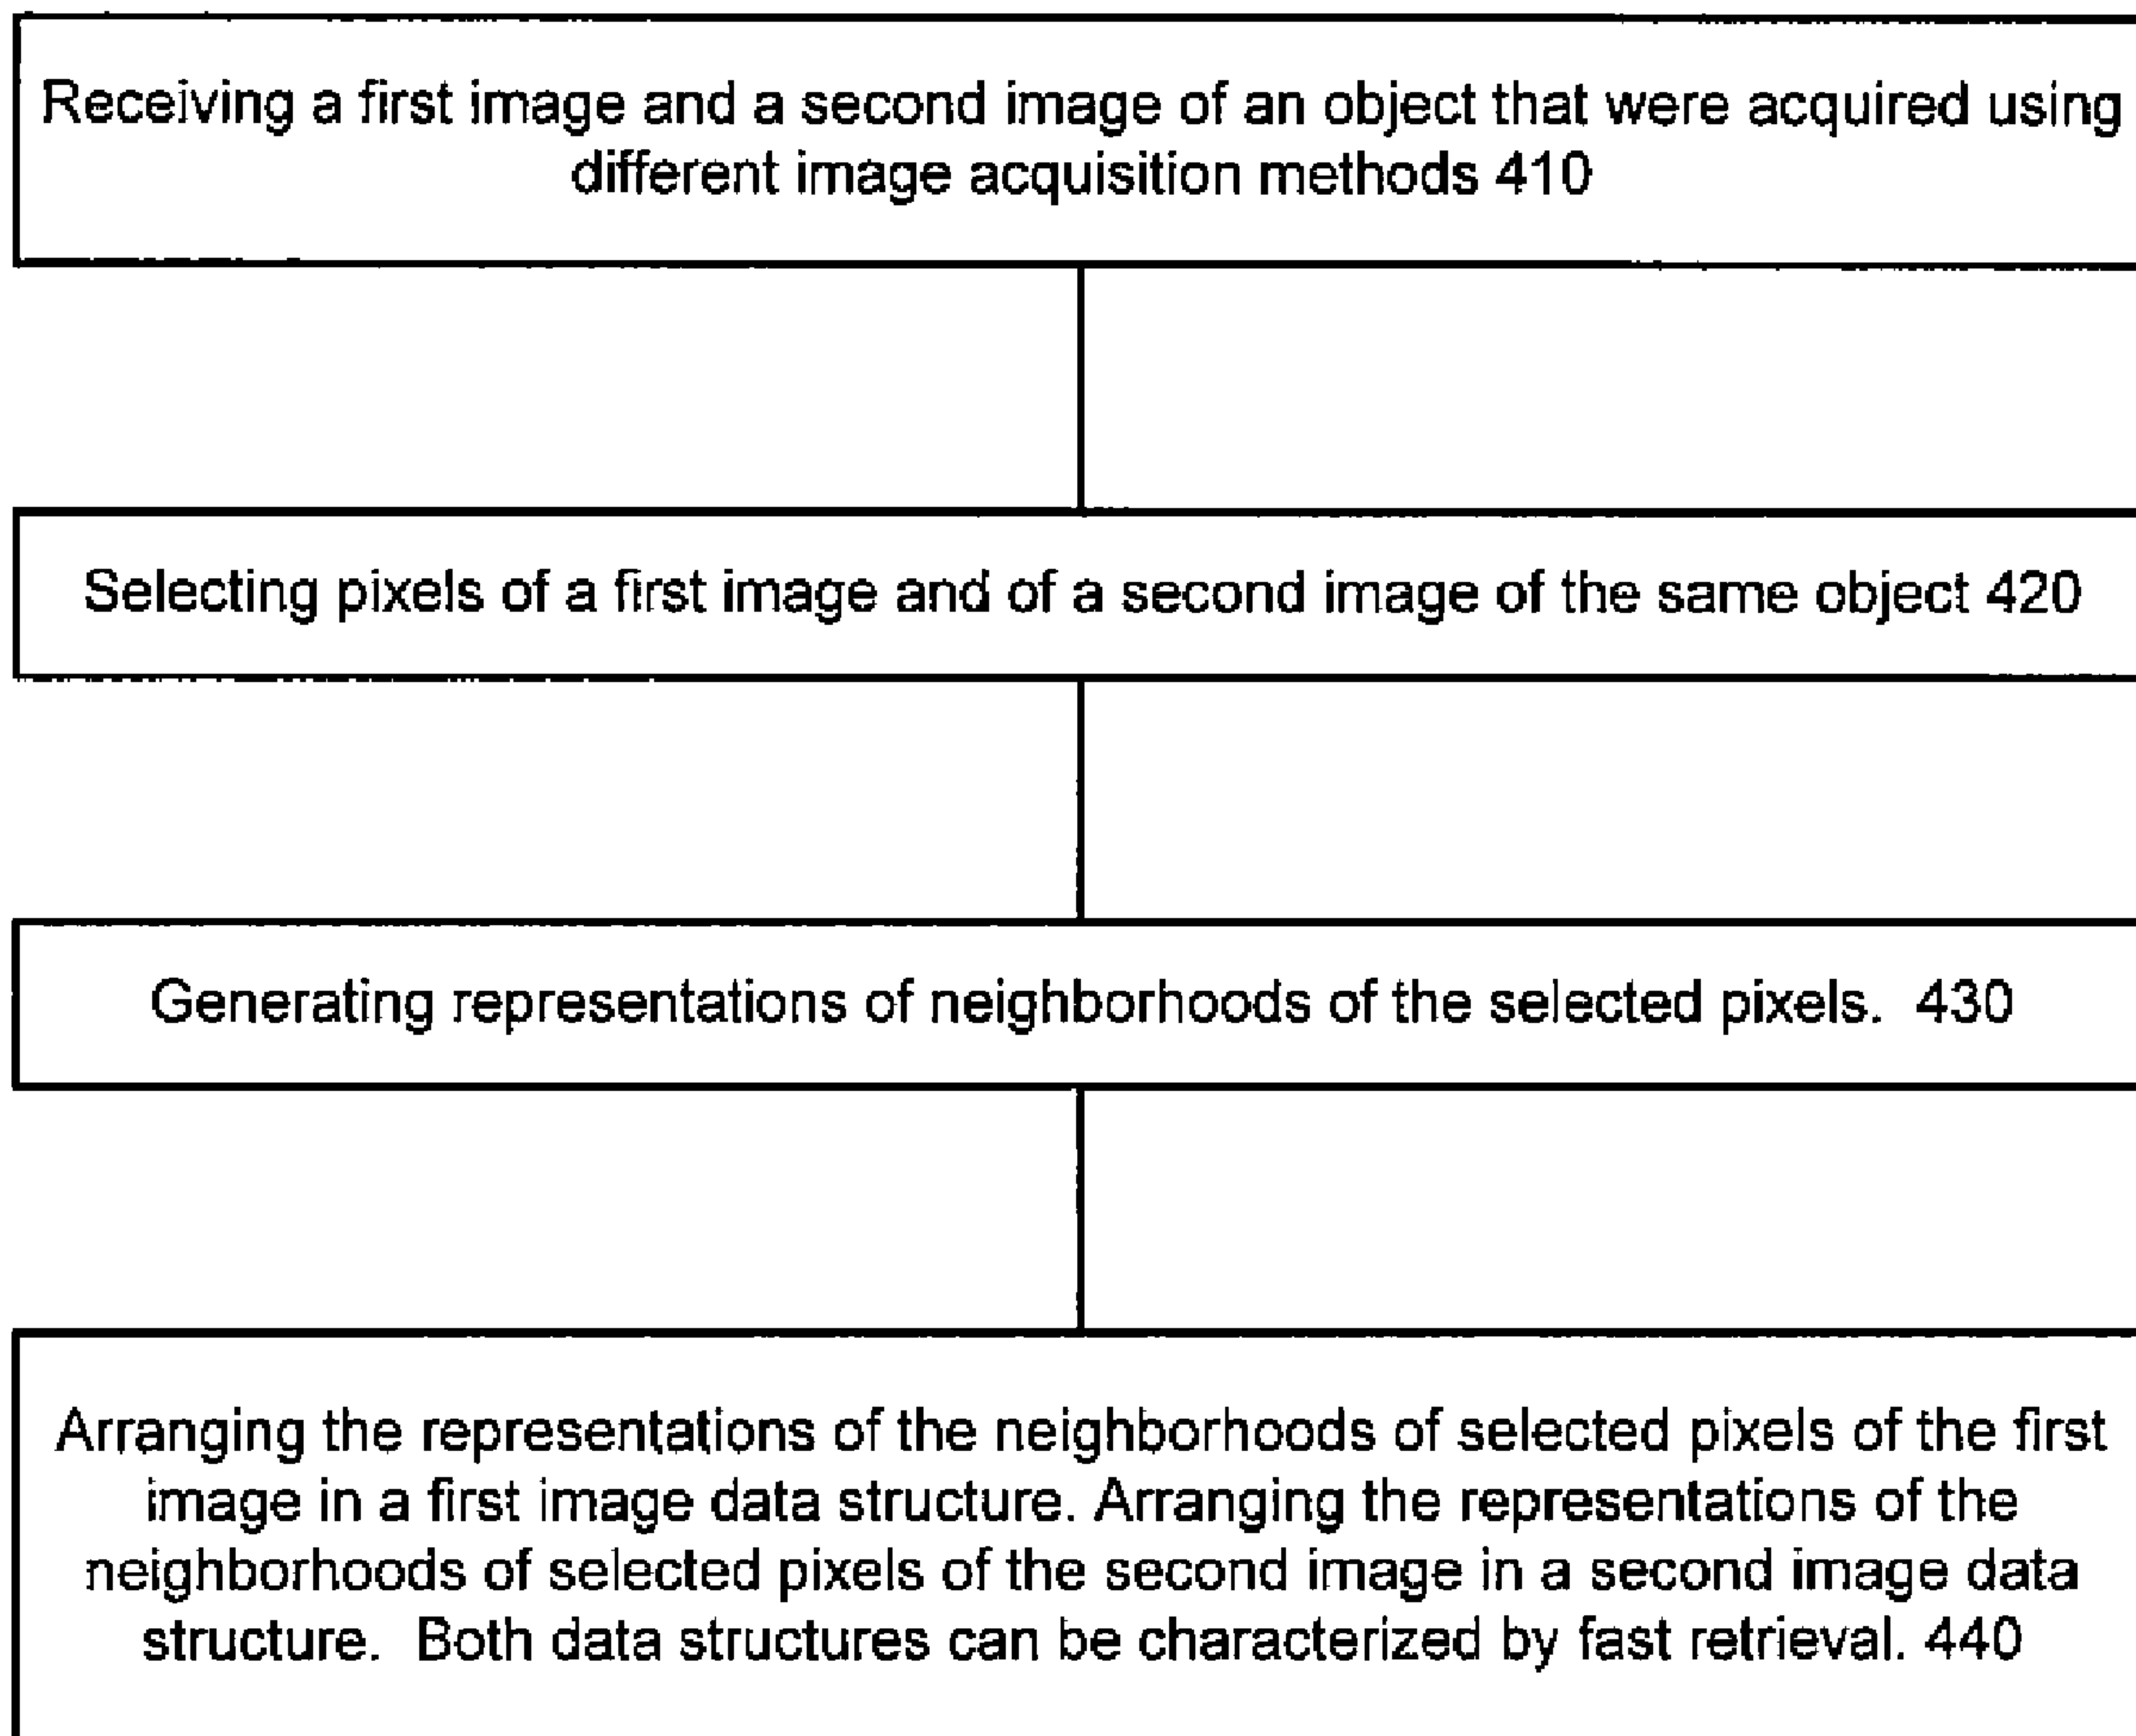 Receiving a first image and a second image of an object that were acquired using
different image acquisition methods 410
Selecting pixels of a first image and of a second image of the same object 420
Generating representations of neighborhoods of the selected pixels. 430
Arranging the representations of the neighborhoods of selected pixels of the first
image in a first image data structure. Arranging the representations of the
neighborhoods of selected pixels of the second image in a second image data
structure. Both data structures can be characterized by fast retrieval. 440